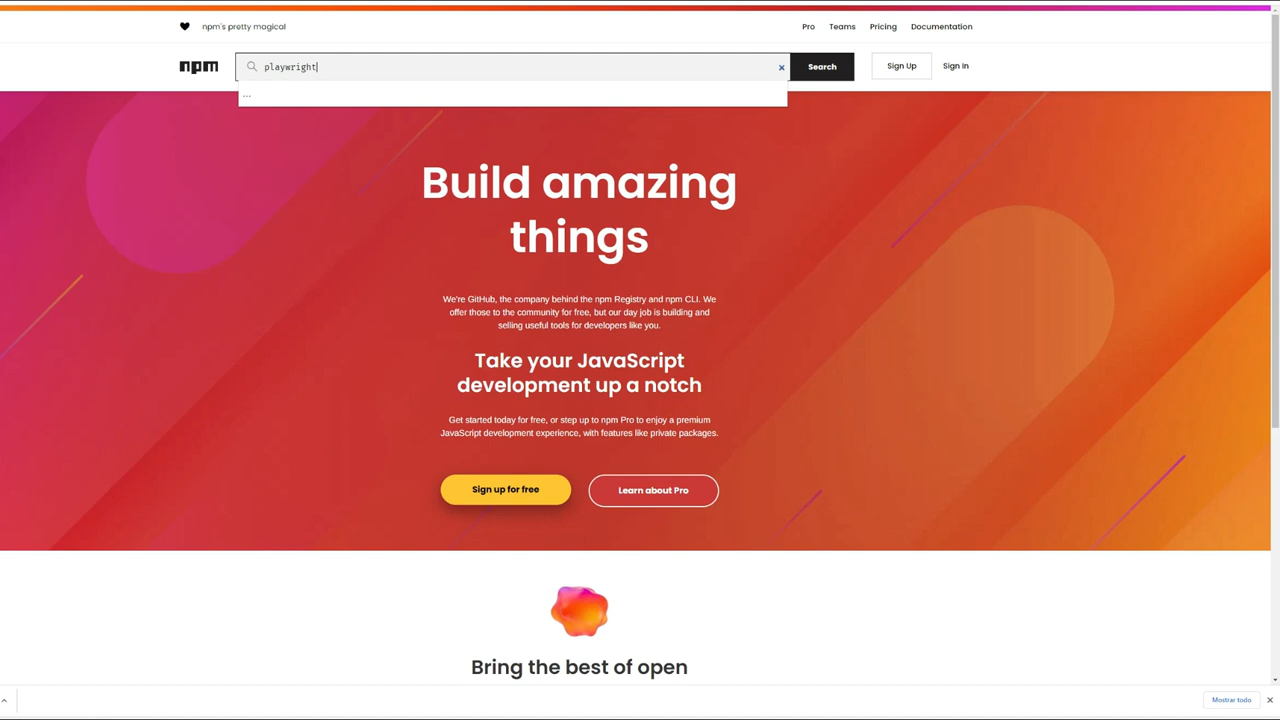 npm's pretty magical
Pro
Teams
Pricing
Documentation
npm
playwright
Search
Sign Up
Sign In
...
Build amazing
things
We're GitHub, the company behind the npm Registry and npm CLI. We
offer those to the community for free, but our day job is building and
selling useful tools for developers like you.
Take your JavaScript
development up a notch
Get started today for free, or step up to npm Pro to enjoy a premium
JavaScript development experience, with features like private packages.
Sign up for free
Learn about Pro
Bring the best of open
Mostrar todo